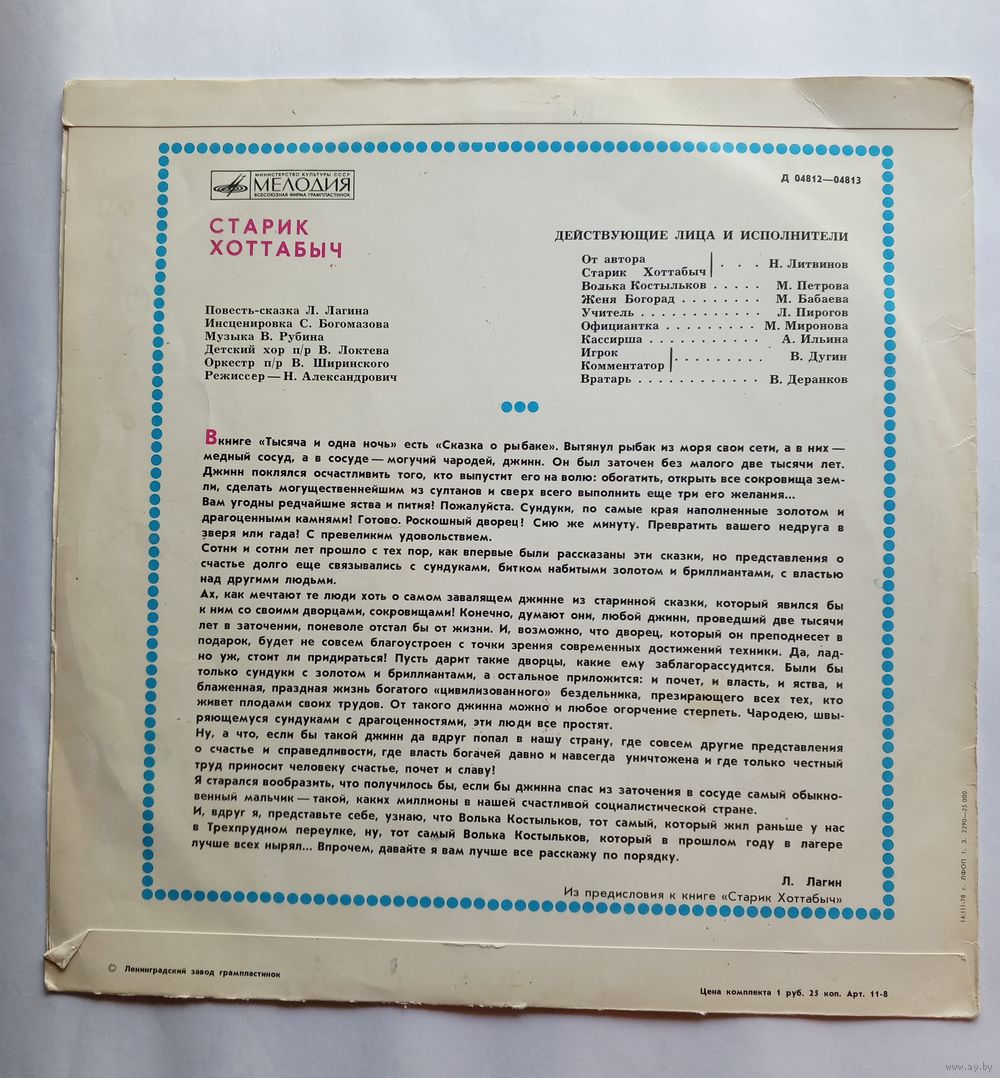 МИНИСТЕРСТВО КУЛЬТУРЫ СССР
МЕЛОДИЯ
ВСЕСОЮЗНАЯ ФИРМА ГРАМПЛАСТИНОК
Д 04812—04813
СТАРИК
ХОТТАБЫЧ
Повесть-сказка Л. Лагина
Инсценировка С. Богомазова
Музыка В. Рубина
Детский хор п/р В. Локтева
Оркестр п/р В. Ширинского
Режиссер — Н. Александрович
ДЕЙСТВУЮЩИЕ ЛИЦА И ИСПОЛНИТЕЛИ
От автора
Старик Хоттабыч . . . Н. Литвинов
Волька Костыльков . . . . . М. Петрова
Женя Богорад . . . . . . . . М. Бабаева
Учитель . . . . . . . . . . . . Л. Пирогов
Официантка . . . . . . . . . М. Миронова
Кассирша . . . . . . . . . . . А. Ильина
Игрок
Комментатор . . . . . . . . . В. Дугин
Вратарь . . . . . . . . . . . . В. Деранков
В книге «Тысяча и одна ночь» есть «Сказка о рыбаке». Вытянул рыбак из моря свои сети, а в них —
медный сосуд, а в сосуде — могучий чародей, джинн. Он был заточен без малого две тысячи лет.
Джинн поклялся осчастливить того, кто выпустит его на волю: обогатить, открыть все сокровища зем-
ли, сделать могущественнейшим из султанов и сверх всего выполнить еще три его желания...
Вам угодны редчайшие яства и пития! Пожалуйста. Сундуки, по самые края наполненные золотом и
драгоценными камнями! Готово. Роскошный дворец! Сию же минуту. Превратить вашего недруга в
зверя или гада! С превеликим удовольствием.
Сотни и сотни лет прошло с тех пор, как впервые были рассказаны эти сказки, но представления о
счастье долго еще связывались с сундуками, битком набитыми золотом и бриллиантами, с властью
над другими людьми.
Ах, как мечтают те люди хоть о самом завалящем джинне из старинной сказки, который явился бы
к ним со своими дворцами, сокровищами! Конечно, думают они, любой джинн, проведший две тысячи
лет в заточении, поневоле отстал бы от жизни. И, возможно, что дворец, который он преподнесет в
подарок, будет не совсем благоустроен с точки зрения современных достижений техники. Да, лад-
но уж, стоит ли придираться! Пусть дарит такие дворцы, какие ему заблагорассудится. Были бы
только сундуки с золотом и бриллиантами, а остальное приложится: и почет, и власть, и яства, и
блаженная, праздная жизнь богатого «цивилизованного» бездельника, презирающего всех тех, кто
живет плодами своих трудов. От такого джинна можно и любое огорчение стерпеть. Чародею, швы-
ряющемуся сундуками с драгоценностями, эти люди все простят.
Ну, а что, если бы такой джинн да вдруг попал в нашу страну, где совсем другие представления
о счастье и справедливости, где власть богачей давно и навсегда уничтожена и где только честный
труд приносит человеку счастье, почет и славу!
Я старался вообразить, что получилось бы, если бы джинна спас из заточения в сосуде самый обыкно-
венный мальчик — такой, каких миллионы в нашей счастливой социалистической стране.
И, вдруг я, представьте себе, узнаю, что Волька Костыльков, тот самый, который жил раньше у нас
в Трехпрудном переулке, ну, тот самый Волька Костыльков, который в прошлом году в лагере
лучше всех нырял... Впрочем, давайте я вам лучше все расскажу по порядку.
Л. Лагин
Из предисловия к книге «Старик Хоттабыч»
14/III-78 г. ЛФОП 1. З. 2290—25 000.
© Ленинградский завод грампластинок
Цена комплекта 1 руб. 25 коп. Арт. 11-8
www.ay.by